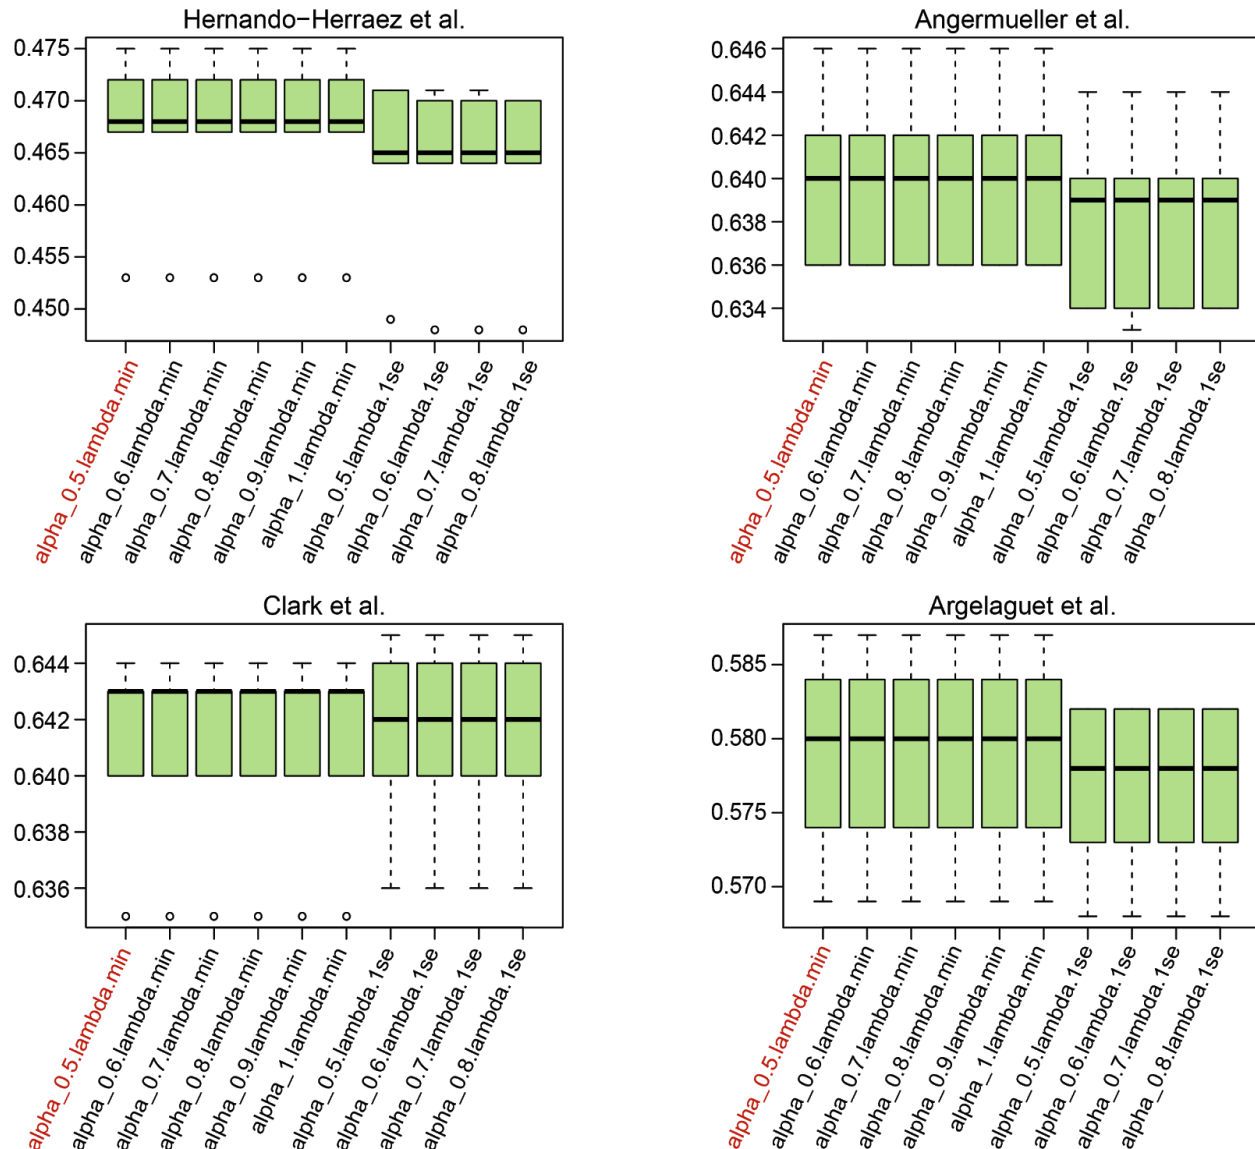 Hernando−Herraez et al.
0.475
0.470
0.465
0.460
0.455
0.450
alpha_0.5.lambda.min
alpha_0.6.lambda.min
alpha_0.7.lambda.min
alpha_0.8.lambda.min
alpha_0.9.lambda.min
alpha_1.lambda.min
alpha_0.5.lambda.1se
alpha_0.6.lambda.1se
alpha_0.7.lambda.1se
alpha_0.8.lambda.1se
Angermueller et al.
0.646
0.644
0.642
0.640
0.638
0.636
0.634
alpha_0.5.lambda.min
alpha_0.6.lambda.min
alpha_0.7.lambda.min
alpha_0.8.lambda.min
alpha_0.9.lambda.min
alpha_1.lambda.min
alpha_0.5.lambda.1se
alpha_0.6.lambda.1se
alpha_0.7.lambda.1se
alpha_0.8.lambda.1se
Clark et al.
0.644
0.642
0.640
0.638
0.636
alpha_0.5.lambda.min
alpha_0.6.lambda.min
alpha_0.7.lambda.min
alpha_0.8.lambda.min
alpha_0.9.lambda.min
alpha_1.lambda.min
alpha_0.5.lambda.1se
alpha_0.6.lambda.1se
alpha_0.7.lambda.1se
alpha_0.8.lambda.1se
Argelaguet et al.
0.585
0.580
0.575
0.570
alpha_0.5.lambda.min
alpha_0.6.lambda.min
alpha_0.7.lambda.min
alpha_0.8.lambda.min
alpha_0.9.lambda.min
alpha_1.lambda.min
alpha_0.5.lambda.1se
alpha_0.6.lambda.1se
alpha_0.7.lambda.1se
alpha_0.8.lambda.1se